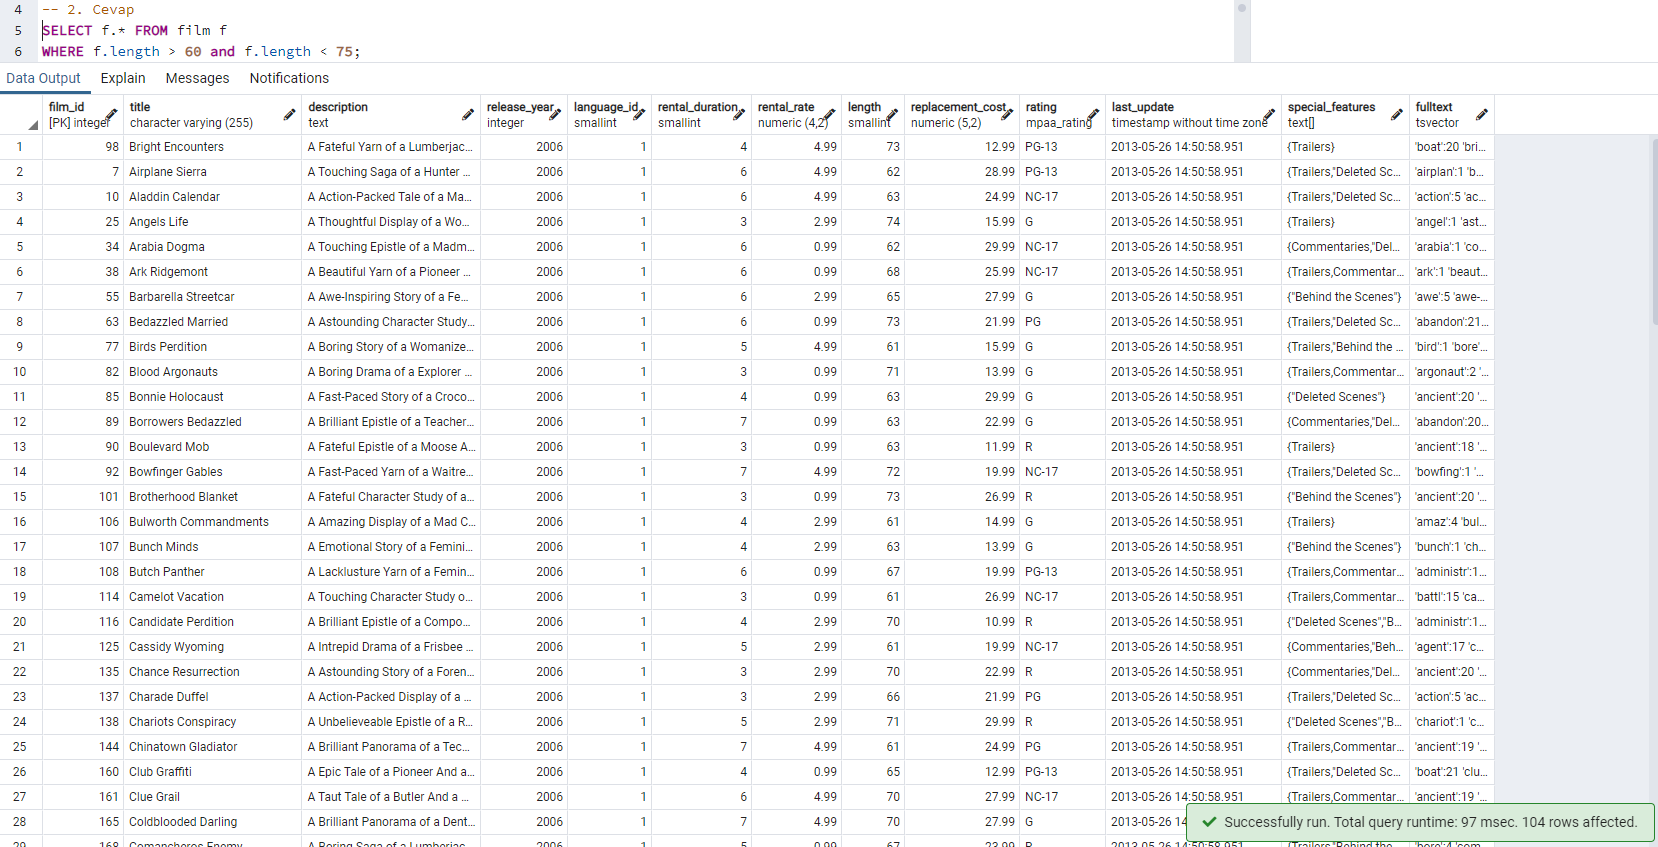 4 -- 2. Cevap
5 SELECT f.* FROM film f
6 WHERE f.length > 60 and f.length < 75;
Data Output Explain Messages Notifications
film_id title description release_year language_id rental_duration rental_rate length replacement_cost rating last_update special_features fulltext
[PK] integer character varying (255) text integer smallint smallint numeric (4,2) smallint numeric (5,2) mpaa_rating timestamp without time zone text[] tsvector
1 98 Bright Encounters A Fateful Yarn of a Lumberjac... 2006 1 4 4.99 73 12.99 PG-13 2013-05-26 14:50:58.951 {Trailers} 'boat':20 'bri...
2 7 Airplane Sierra A Touching Saga of a Hunter ... 2006 1 6 4.99 62 28.99 PG-13 2013-05-26 14:50:58.951 {Trailers,"Deleted Sc... 'airplan':1 'b...
3 10 Aladdin Calendar A Action-Packed Tale of a Ma... 2006 1 6 4.99 63 24.99 NC-17 2013-05-26 14:50:58.951 {Trailers,"Deleted Sc... 'action':5 'ac...
4 25 Angels Life A Thoughtful Display of a Wo... 2006 1 3 2.99 74 15.99 G 2013-05-26 14:50:58.951 {Trailers} 'angel':1 'ast...
5 34 Arabia Dogma A Touching Epistle of a Madm... 2006 1 6 0.99 62 29.99 NC-17 2013-05-26 14:50:58.951 {Commentaries,"Del... 'arabia':1 'co...
6 38 Ark Ridgemont A Beautiful Yarn of a Pioneer ... 2006 1 6 0.99 68 25.99 NC-17 2013-05-26 14:50:58.951 {Trailers,Commentar... 'ark':1 'beaut...
7 55 Barbarella Streetcar A Awe-Inspiring Story of a Fe... 2006 1 6 2.99 65 27.99 G 2013-05-26 14:50:58.951 {"Behind the Scenes"} 'awe':5 'awe-...
8 63 Bedazzled Married A Astounding Character Study... 2006 1 6 0.99 73 21.99 PG 2013-05-26 14:50:58.951 {Trailers,"Deleted Sc... 'abandon':21...
9 77 Birds Perdition A Boring Story of a Womanize... 2006 1 5 4.99 61 15.99 G 2013-05-26 14:50:58.951 {Trailers,"Behind the ... 'bird':1 'bore'...
10 82 Blood Argonauts A Boring Drama of a Explorer ... 2006 1 3 0.99 71 13.99 G 2013-05-26 14:50:58.951 {Trailers,Commentar... 'argonaut':2 '...
11 85 Bonnie Holocaust A Fast-Paced Story of a Croco... 2006 1 4 0.99 63 29.99 G 2013-05-26 14:50:58.951 {"Deleted Scenes"} 'ancient':20 '...
12 89 Borrowers Bedazzled A Brilliant Epistle of a Teacher... 2006 1 7 0.99 63 22.99 G 2013-05-26 14:50:58.951 {Commentaries,"Del... 'abandon':20...
13 90 Boulevard Mob A Fateful Epistle of a Moose A... 2006 1 3 0.99 63 11.99 R 2013-05-26 14:50:58.951 {Trailers} 'ancient':18 '...
14 92 Bowfinger Gables A Fast-Paced Yarn of a Waitre... 2006 1 7 4.99 72 19.99 NC-17 2013-05-26 14:50:58.951 {Trailers,"Deleted Sc... 'bowfing':1 '...
15 101 Brotherhood Blanket A Fateful Character Study of a... 2006 1 3 0.99 73 26.99 R 2013-05-26 14:50:58.951 {"Behind the Scenes"} 'ancient':20 '...
16 106 Bulworth Commandments A Amazing Display of a Mad C... 2006 1 4 2.99 61 14.99 G 2013-05-26 14:50:58.951 {Trailers} 'amaz':4 'bul...
17 107 Bunch Minds A Emotional Story of a Femini... 2006 1 4 2.99 63 13.99 G 2013-05-26 14:50:58.951 {"Behind the Scenes"} 'bunch':1 'ch...
18 108 Butch Panther A Lacklusture Yarn of a Femin... 2006 1 6 0.99 67 19.99 PG-13 2013-05-26 14:50:58.951 {Trailers,Commentar... 'administr':1...
19 114 Camelot Vacation A Touching Character Study o... 2006 1 3 0.99 61 26.99 NC-17 2013-05-26 14:50:58.951 {Trailers,Commentar... 'battl':15 'ca...
20 116 Candidate Perdition A Brilliant Epistle of a Compo... 2006 1 4 2.99 70 10.99 R 2013-05-26 14:50:58.951 {"Deleted Scenes","B... 'administr':1...
21 125 Cassidy Wyoming A Intrepid Drama of a Frisbee ... 2006 1 5 2.99 61 19.99 NC-17 2013-05-26 14:50:58.951 {Commentaries,"Beh... 'agent':17 'c...
22 135 Chance Resurrection A Astounding Story of a Foren... 2006 1 3 2.99 70 22.99 R 2013-05-26 14:50:58.951 {Commentaries,"Del... 'ancient':20 '...
23 137 Charade Duffel A Action-Packed Display of a ... 2006 1 3 2.99 66 21.99 PG 2013-05-26 14:50:58.951 {Trailers,"Deleted Sc... 'action':5 'ac...
24 138 Chariots Conspiracy A Unbelieveable Epistle of a R... 2006 1 5 2.99 71 29.99 R 2013-05-26 14:50:58.951 {"Deleted Scenes","B... 'chariot':1 'c...
25 144 Chinatown Gladiator A Brilliant Panorama of a Tec... 2006 1 7 4.99 61 24.99 PG 2013-05-26 14:50:58.951 {Trailers,Commentar... 'ancient':19 '...
26 160 Club Graffiti A Epic Tale of a Pioneer And a... 2006 1 4 0.99 65 12.99 PG-13 2013-05-26 14:50:58.951 {Trailers,"Deleted Sc... 'boat':21 'clu...
27 161 Clue Grail A Taut Tale of a Butler And a ... 2006 1 6 4.99 70 27.99 NC-17 2013-05-26 14:50:58.951 {Trailers,Commentar... 'ancient':19 '...
28 165 Coldblooded Darling A Brilliant Panorama of a Dent... 2006 1 7 4.99 70 27.99 G 2013-05-26 14
Successfully run. Total query runtime: 97 msec. 104 rows affected.
29 168 Comancheros Enemy A Boring Saga of a Lumberjac... 2006 1 5 0.99 67 23.99 R